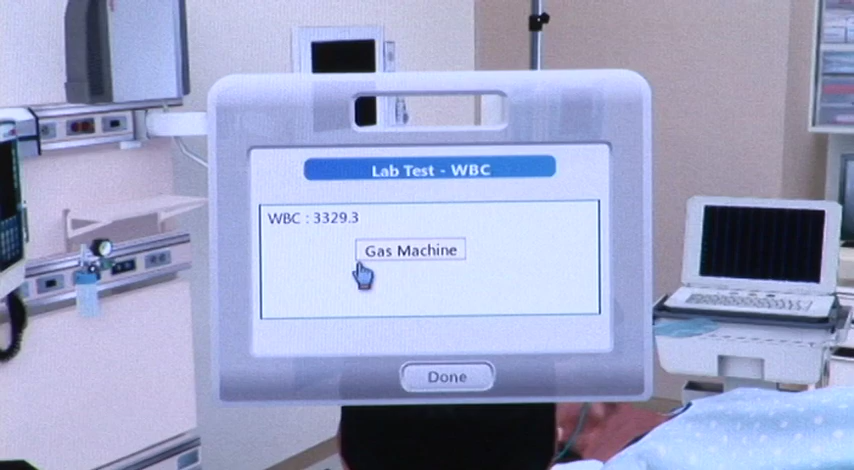 Lab Test - WBC
WBC : 3329.3
Gas Machine
Done